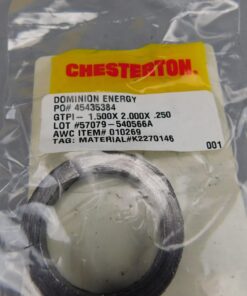 CHESTERTON.
DOMINION ENERGY
PO# 45435384
GTPI- 1.500X 2.000X .250
LOT #57079-540566A
AWC ITEM# 010269
TAG: MATERIAL#K2270146
001